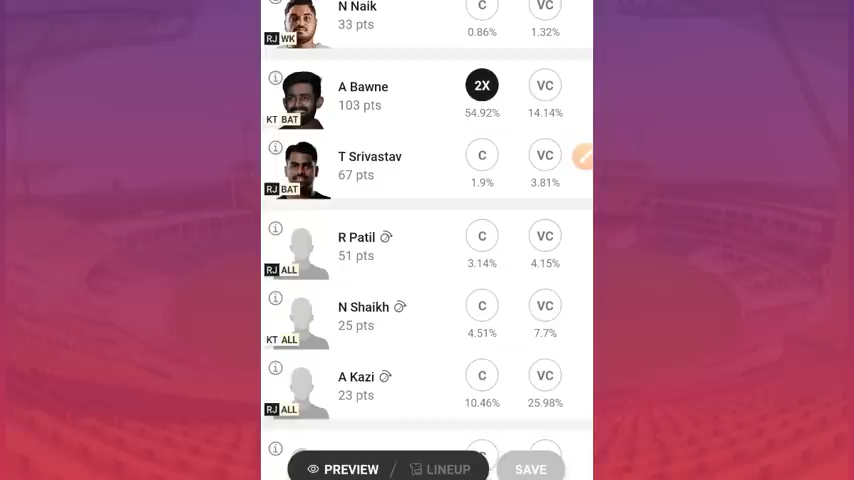 N Naik
C
VC
33 pts
0.86%
1.32%
RJ WK
A Bawne
2X
VC
103 pts
54.92%
14.14%
KT BAT
T Srivastav
C
VC
67 pts
1.9%
3.81%
RJ BAT
R Patil
C
VC
51 pts
3.14%
4.15%
RJ ALL
N Shaikh
C
VC
25 pts
4.51%
7.7%
KT ALL
A Kazi
C
VC
23 pts
10.46%
25.98%
RJ ALL
PREVIEW / LINEUP
SAVE